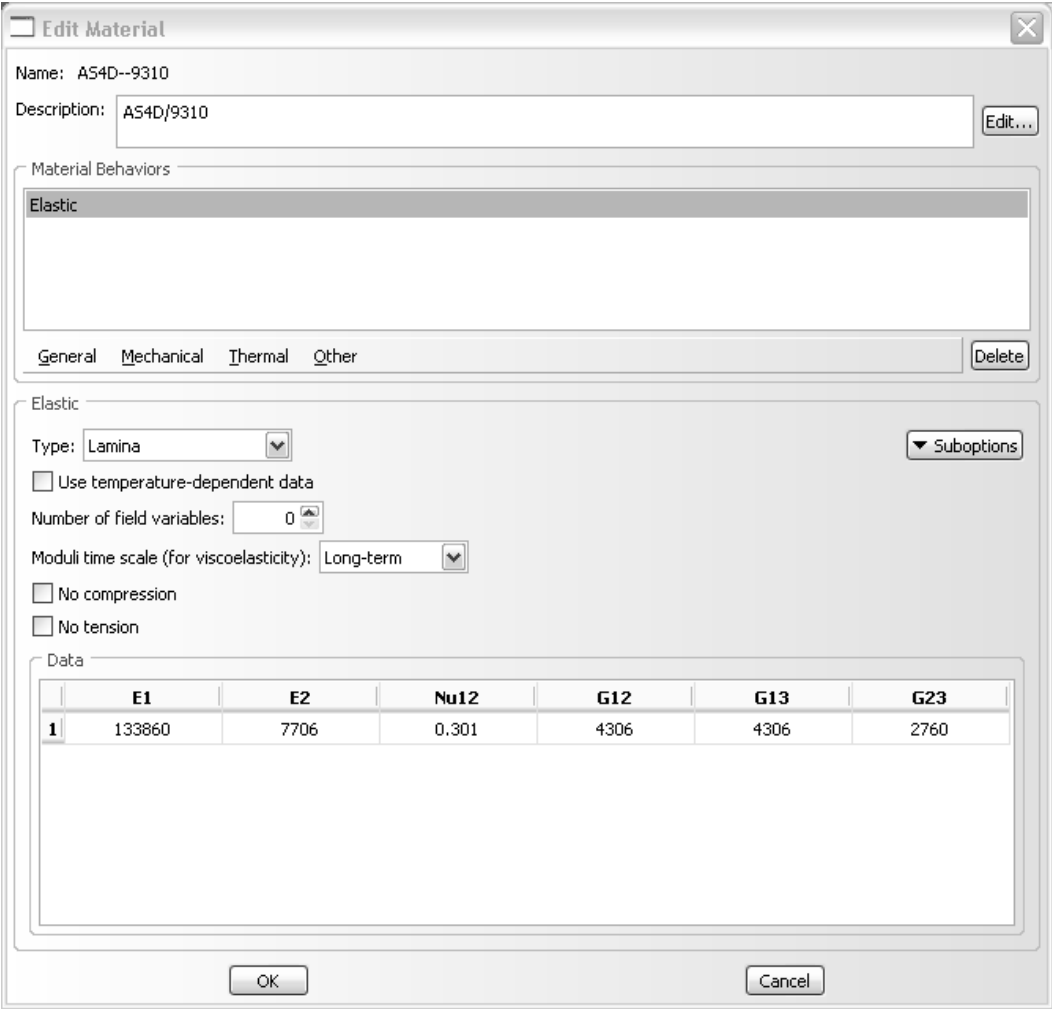 Edit Material
Name: AS4D--9310
Description: AS4D/9310
Edit...
Material Behaviors
Elastic
General Mechanical Thermal Other Delete
Elastic
Type: Lamina Suboptions
Use temperature-dependent data
Number of field variables: 0
Moduli time scale (for viscoelasticity): Long-term
No compression
No tension
Data
E1 E2 Nu12 G12 G13 G23
1 133860 7706 0.301 4306 4306 2760
OK Cancel